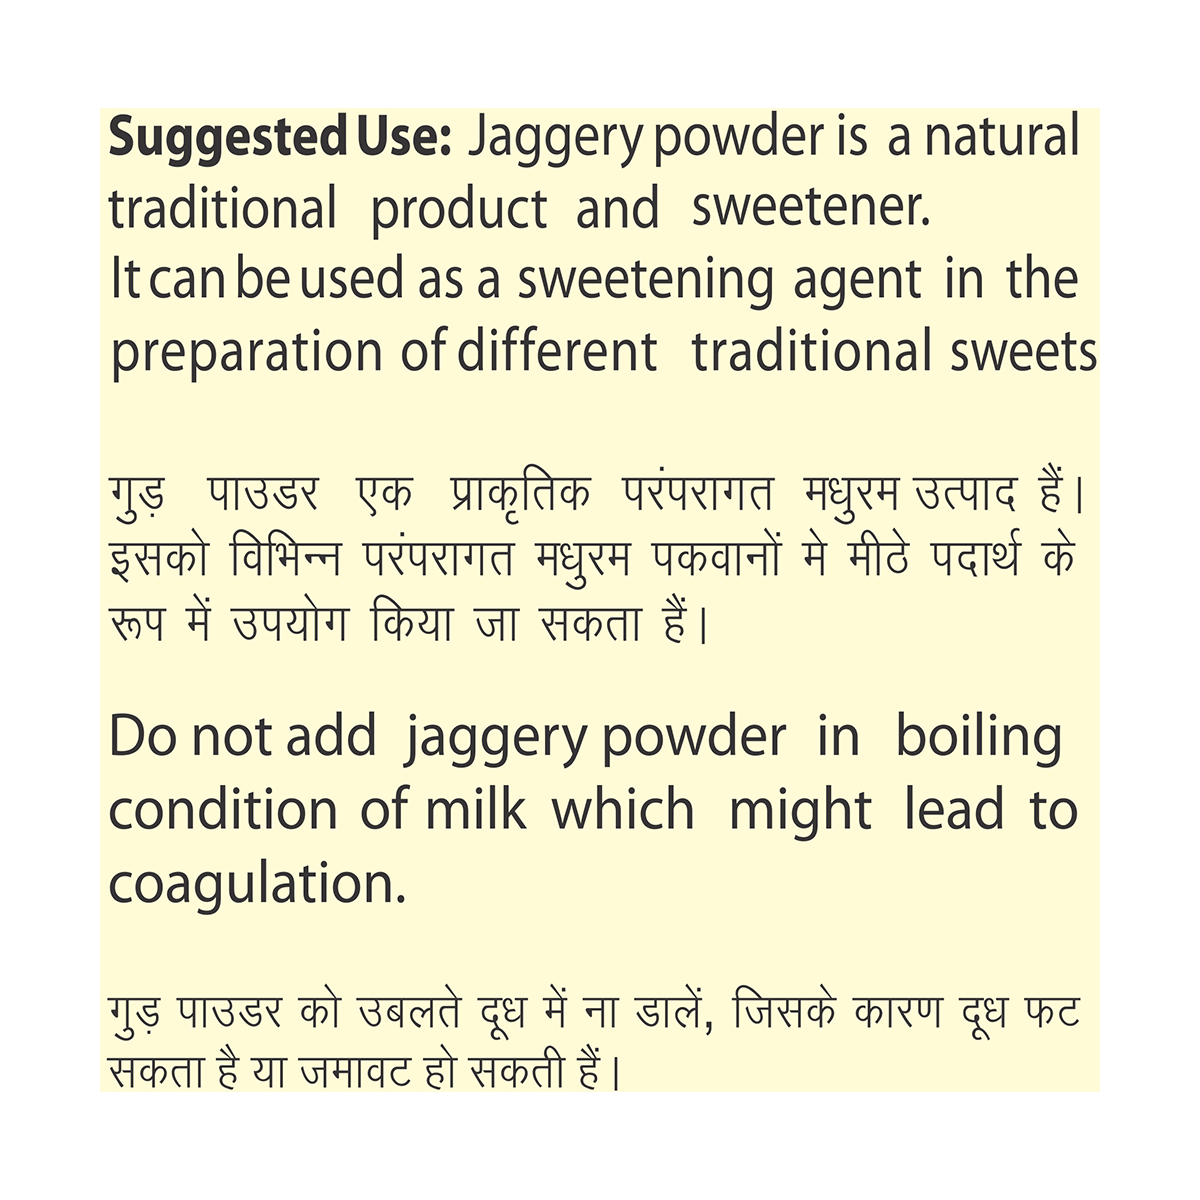 Suggested Use: Jaggery powder is a natural
traditional product and sweetener.
It can be used as a sweetening agent in the
preparation of different traditional sweets
गुड़ पाउडर एक प्राकृतिक परंपरागत मधुरम उत्पाद हैं।
इसको विभिन्न परंपरागत मधुरम पकवानों मे मीठे पदार्थ के
रूप में उपयोग किया जा सकता हैं।
Do not add jaggery powder in boiling
condition of milk which might lead to
coagulation.
गुड़ पाउडर को उबलते दूध में ना डालें, जिसके कारण दूध फट
सकता है या जमावट हो सकती हैं।